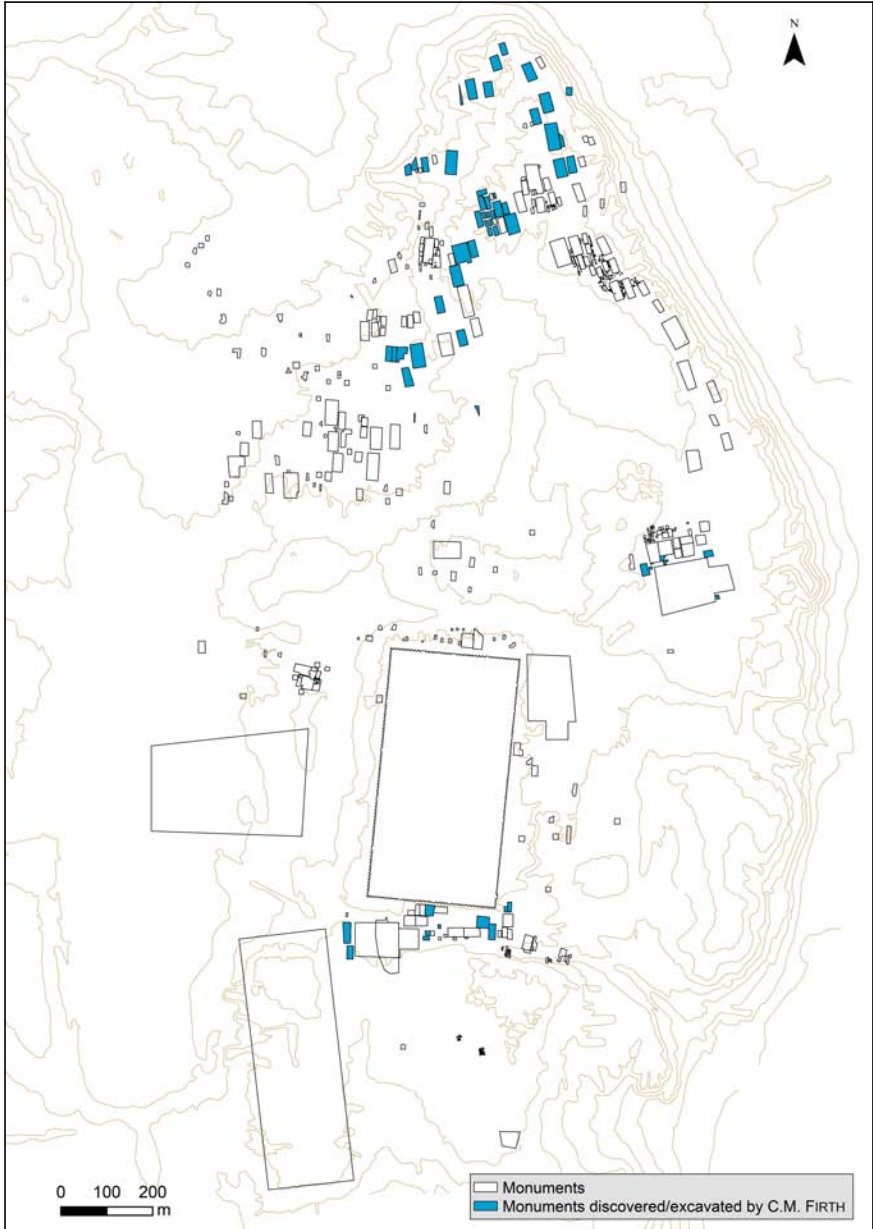 N
0 100 200
m
Monuments
Monuments discovered/excavated by C.M. FIRTH